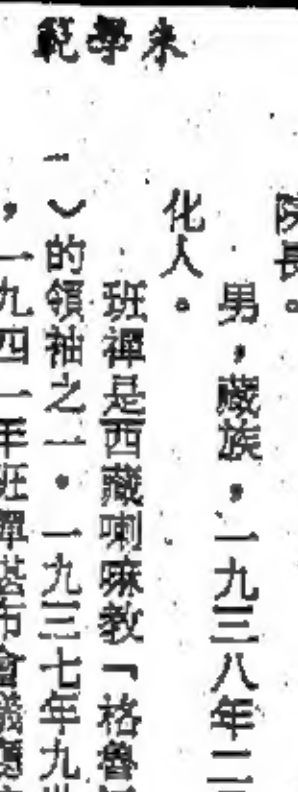 朱學範
院長。
男，藏族，一九三八年二
化人。
班禪是西藏喇嘛教「格魯
）的領袖之一。一九三七年九世
，一九四一年班禪堪布會議廳